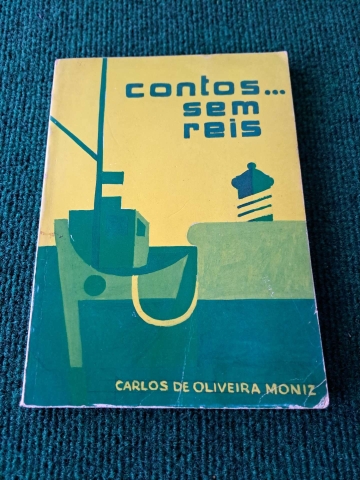 contos...
sem
reis
CARLOS DE OLIVEIRA MONIZ